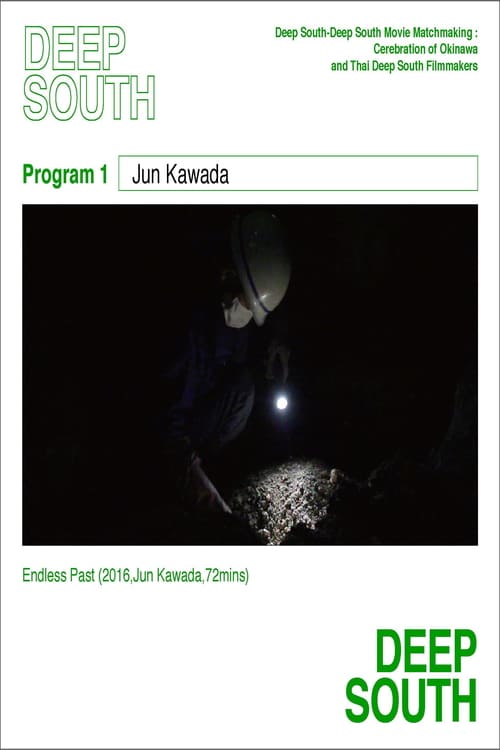 DEEP
SOUTH
Deep South-Deep South Movie Matchmaking :
Cerebration of Okinawa
and Thai Deep South Filmmakers
Program 1
Jun Kawada
Endless Past (2016,Jun Kawada,72mins)
DEEP
SOUTH